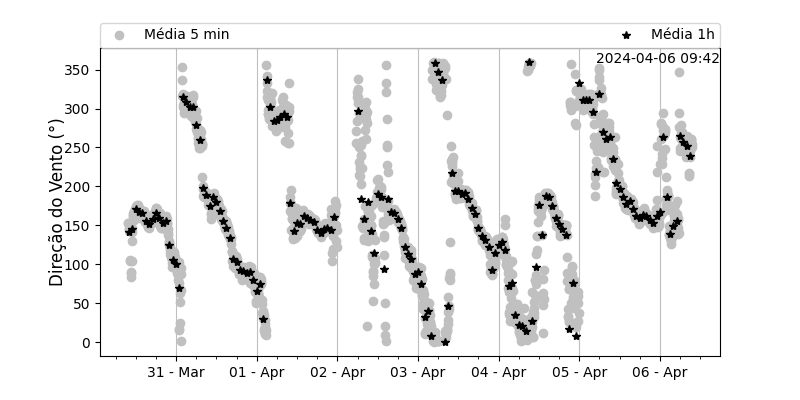 Média 5 min
Média 1h
2024-04-06 09:42
Direção do Vento (°)
350
300
250
200
150
100
50
0
31 - Mar
01 - Apr
02 - Apr
03 - Apr
04 - Apr
05 - Apr
06 - Apr